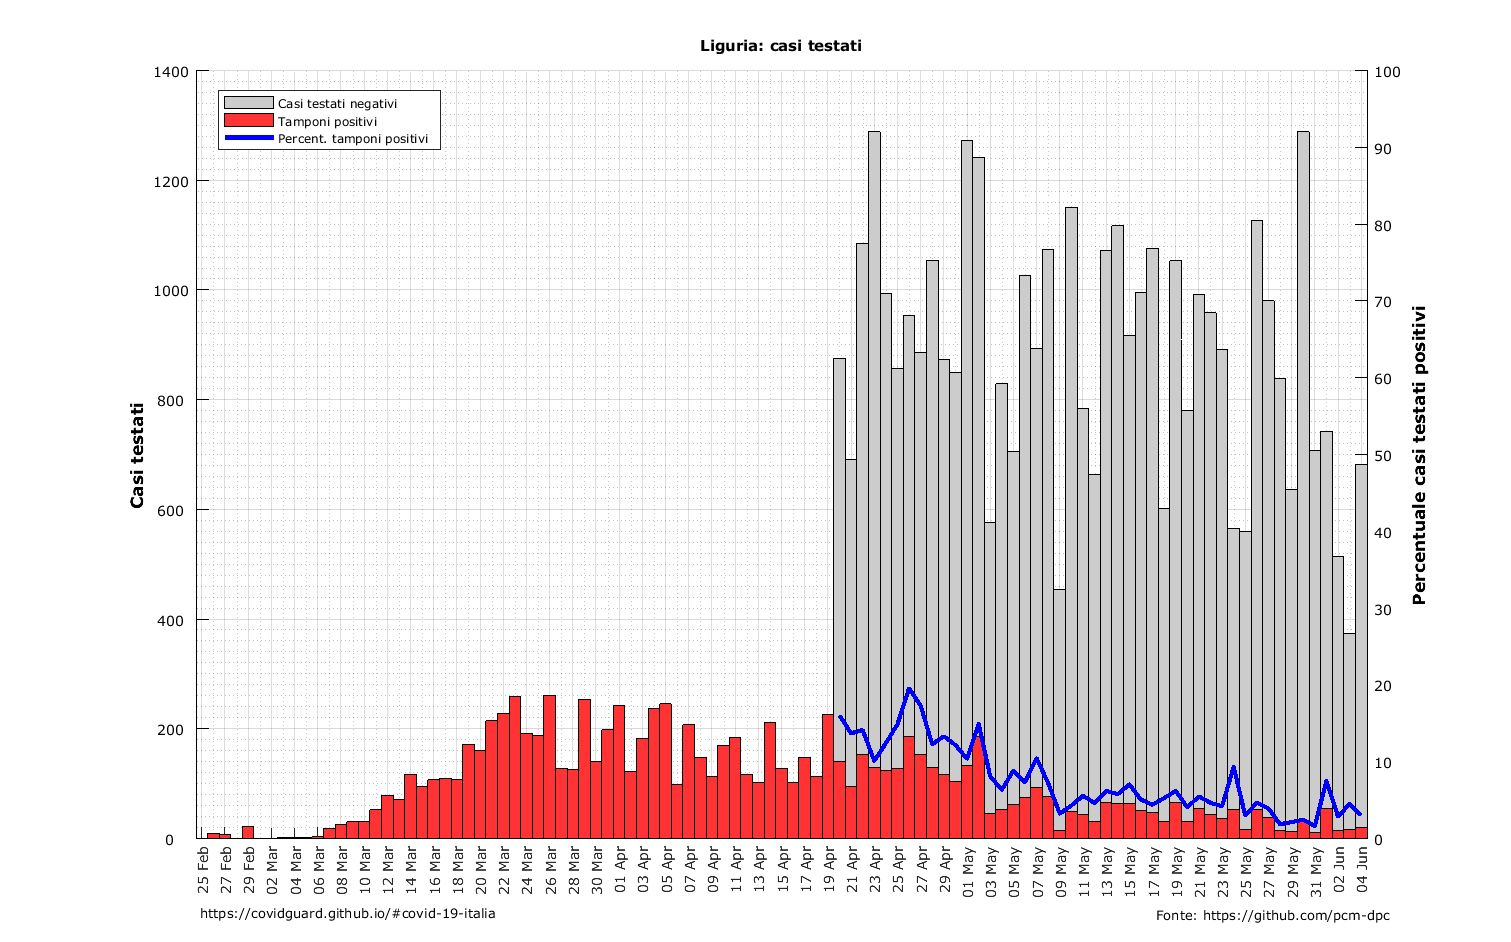 Liguria: casi testati
1400
1200
1000
800
600
400
200
0
Casi testati
Casi testati negativi
Tamponi positivi
Percent. tamponi positivi
100
90
80
70
60
50
40
30
20
10
0
Percentuale casi testati positivi
25 Feb
27 Feb
29 Feb
02 Mar
04 Mar
06 Mar
08 Mar
10 Mar
12 Mar
14 Mar
16 Mar
18 Mar
20 Mar
22 Mar
24 Mar
26 Mar
28 Mar
30 Mar
01 Apr
03 Apr
05 Apr
07 Apr
09 Apr
11 Apr
13 Apr
15 Apr
17 Apr
19 Apr
21 Apr
23 Apr
25 Apr
27 Apr
29 Apr
01 May
03 May
05 May
07 May
09 May
11 May
13 May
15 May
17 May
19 May
21 May
23 May
25 May
27 May
29 May
31 May
02 Jun
04 Jun
https://covidguard.github.io/#covid-19-italia
Fonte: https://github.com/pcm-dpc